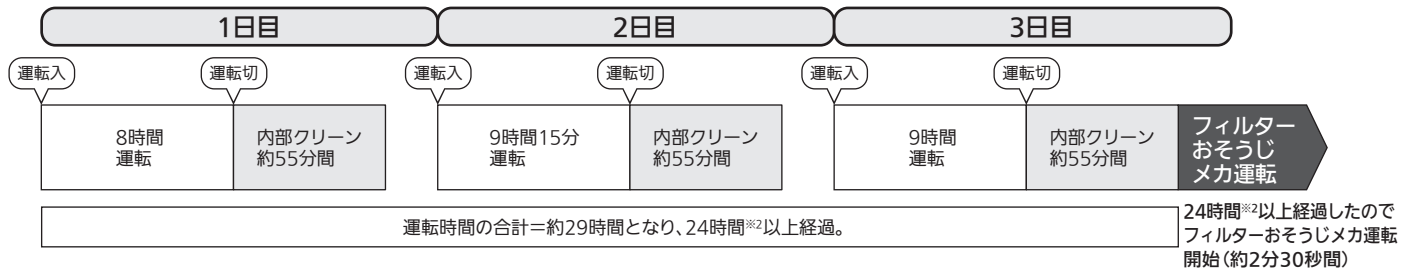 1日目
2日目
3日目
運転入
運転切
運転入
運転切
運転入
運転切
8時間
運転
内部クリーン
約55分間
9時間15分
運転
内部クリーン
約55分間
9時間
運転
内部クリーン
約55分間
フィルター
おそうじ
メカ運転
運転時間の合計＝約29時間となり、24時間※2以上経過。
24時間※2以上経過したので
フィルターおそうじメカ運転
開始（約2分30秒間）